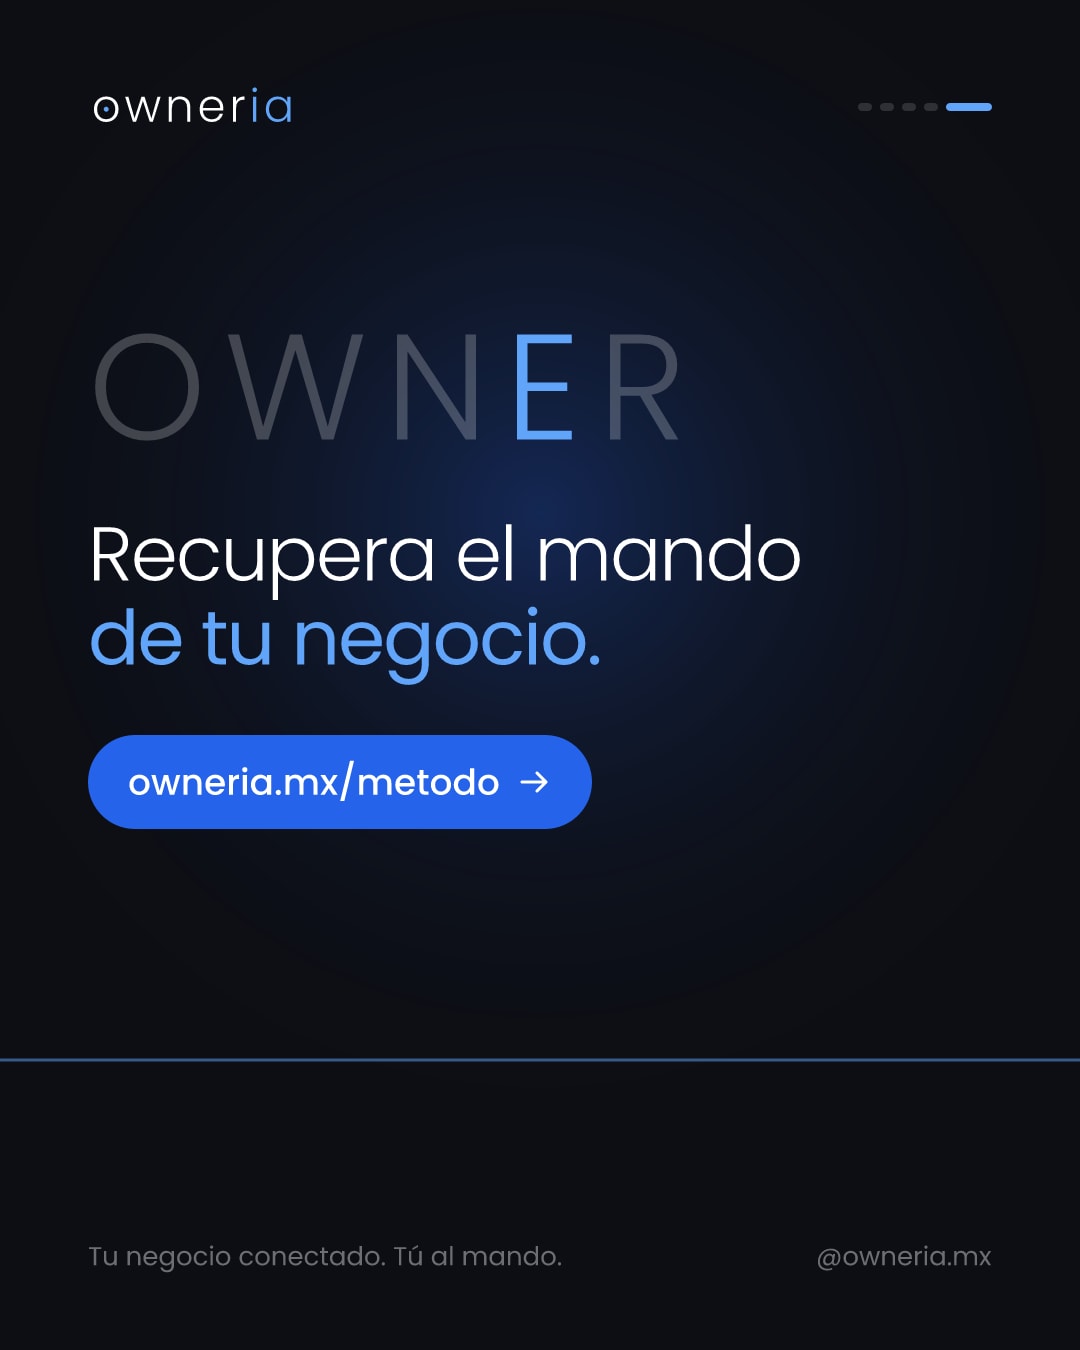 owneria
OWNER
Recupera el mando
de tu negocio.
owneria.mx/metodo →
Tu negocio conectado. Tú al mando.
@owneria.mx